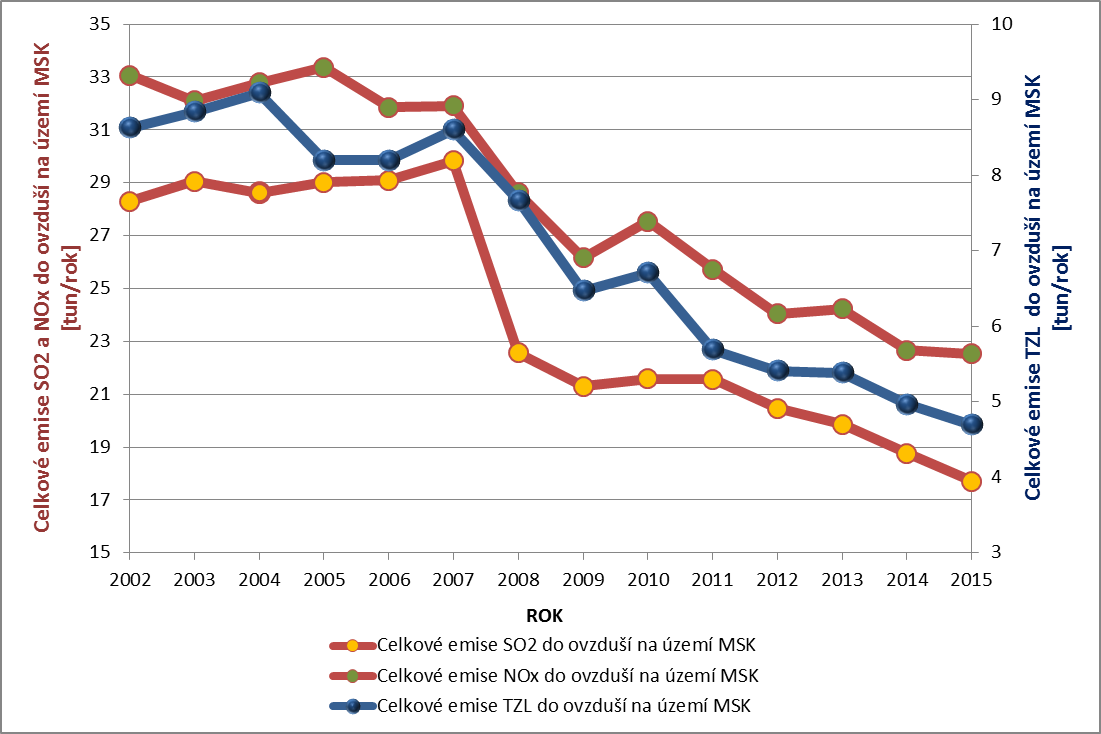 Celkové emise SO2 a NOx do ovzduší na území MSK
[tun/rok]
35
33
31
29
27
25
23
21
19
17
15
10
9
8
7
6
5
4
3
Celkové emise TZL do ovzduší na území MSK
[tun/rok]
2002 2003 2004 2005 2006 2007 2008 2009 2010 2011 2012 2013 2014 2015
ROK
Celkové emise SO2 do ovzduší na území MSK
Celkové emise NOx do ovzduší na území MSK
Celkové emise TZL do ovzduší na území MSK